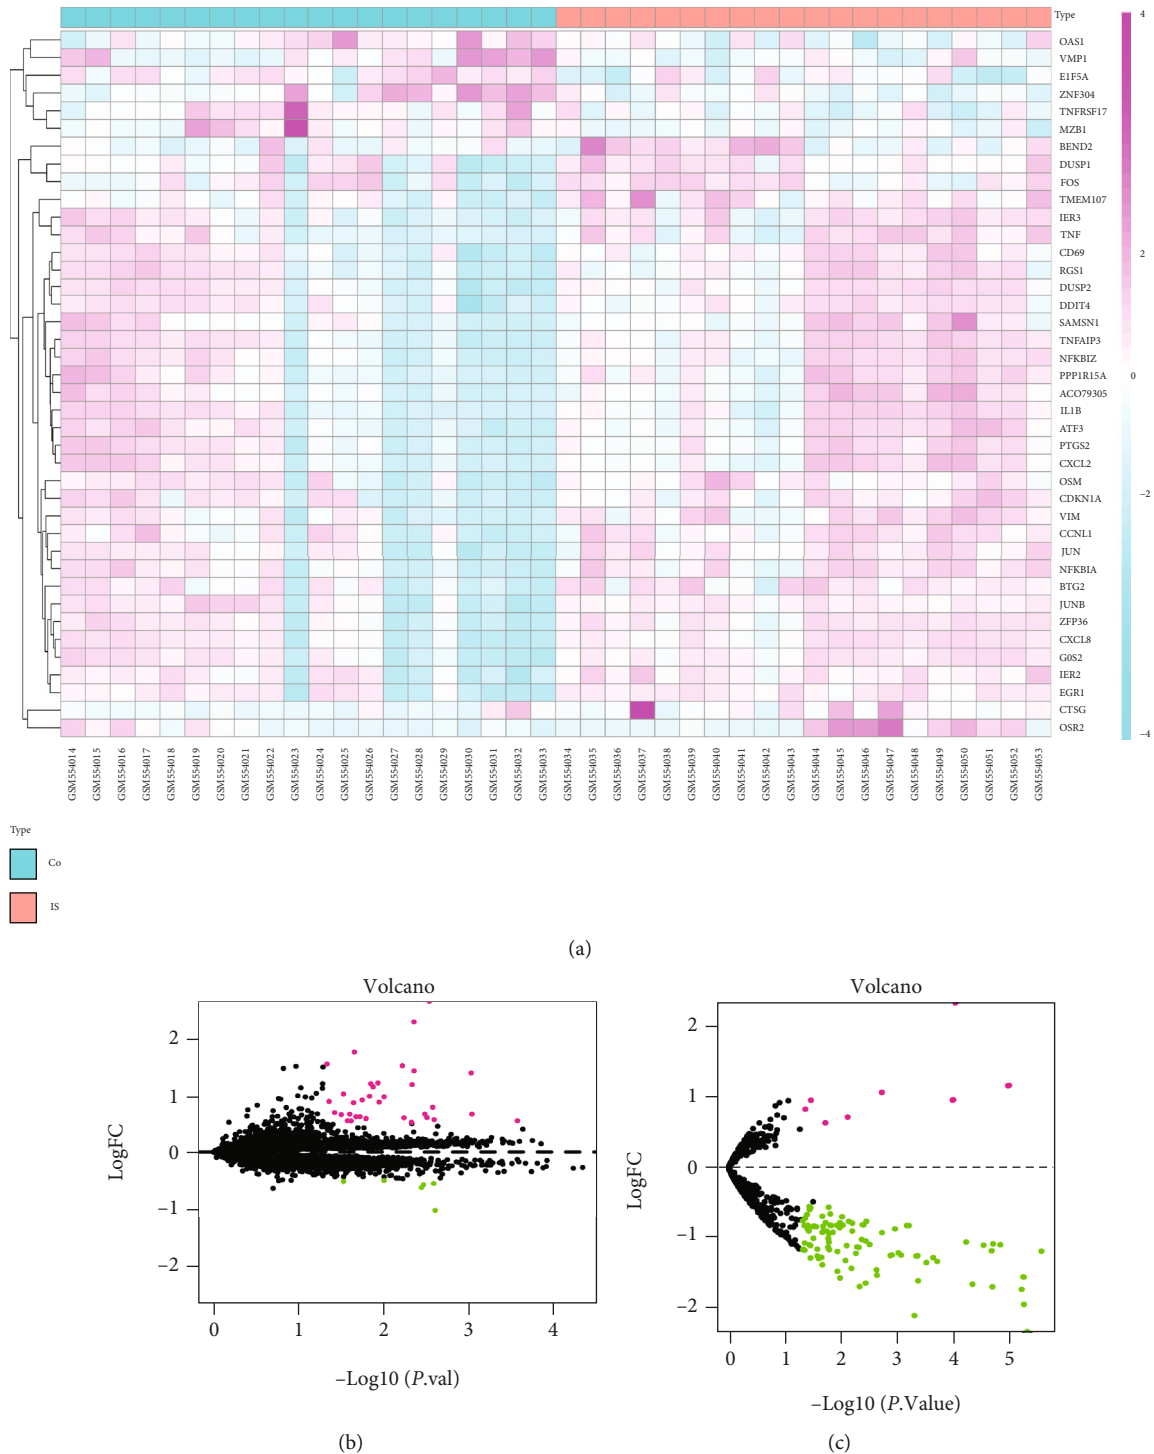 Type
4
2
0
−2
−4
OAS1
VMP1
E1F5A
ZNF304
TNFRSF17
MZB1
BEND2
DUSP1
FOS
TMEM107
IER3
TNF
CD69
RGS1
DUSP2
DDIT4
SAMSN1
TNFAIP3
NFKBIZ
PPP1R15A
ACO79305
IL1B
ATF3
PTGS2
CXCL2
OSM
CDKN1A
VIM
CCNL1
JUN
NFKBIA
BTG2
JUNB
ZFP36
CXCL8
G0S2
IER2
EGR1
CTSG
OSR2
GSM554014
GSM554015
GSM554016
GSM554017
GSM554018
GSM554019
GSM554020
GSM554021
GSM554022
GSM554023
GSM554024
GSM554025
GSM554026
GSM554027
GSM554028
GSM554029
GSM554030
GSM554031
GSM554032
GSM554033
GSM554034
GSM554035
GSM554036
GSM554037
GSM554038
GSM554039
GSM554040
GSM554041
GSM554042
GSM554043
GSM554044
GSM554045
GSM554046
GSM554047
GSM554048
GSM554049
GSM554050
GSM554051
GSM554052
GSM554053
Type
Co
IS
(a)
Volcano
LogFC
2
1
0
−1
−2
0 1 2 3 4
−Log10 (P.val)
(b)
Volcano
LogFC
2
1
0
−1
−2
0 1 2 3 4 5
−Log10 (P.Value)
(c)